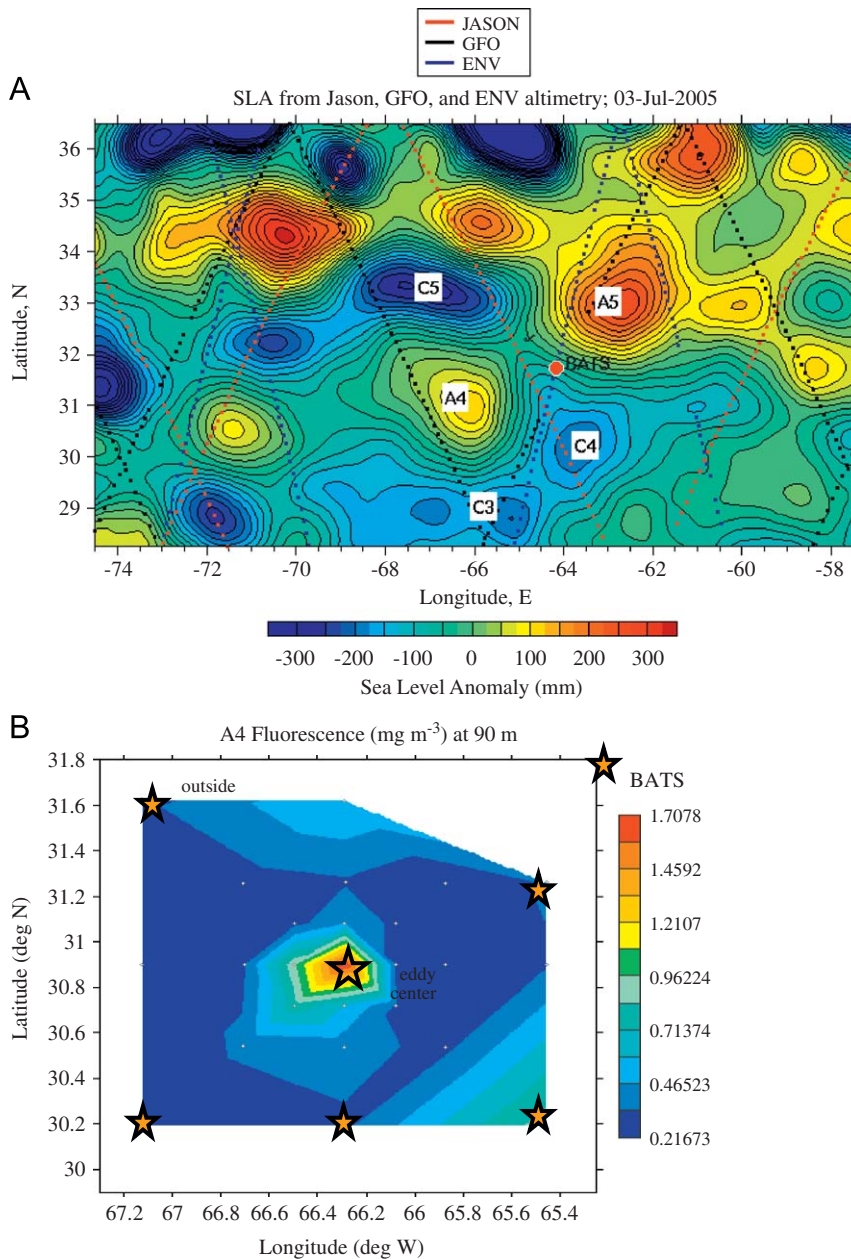 JASON
GFO
ENV
A
SLA from Jason, GFO, and ENV altimetry; 03-Jul-2005
Latitude, N
36
35
34
33
32
31
30
29
C5
A5
BATS
A4
C4
C3
-74 -72 -70 -68 -66 -64 -62 -60 -58
Longitude, E
-300 -200 -100 0 100 200 300
Sea Level Anomaly (mm)
B
A4 Fluorescence (mg m⁻³) at 90 m
Latitude (deg N)
31.8
31.6
31.4
31.2
31
30.8
30.6
30.4
30.2
30
outside
eddy
center
BATS
1.7078
1.4592
1.2107
0.96224
0.71374
0.46523
0.21673
67.2 67 66.8 66.6 66.4 66.2 66 65.8 65.6 65.4
Longitude (deg W)